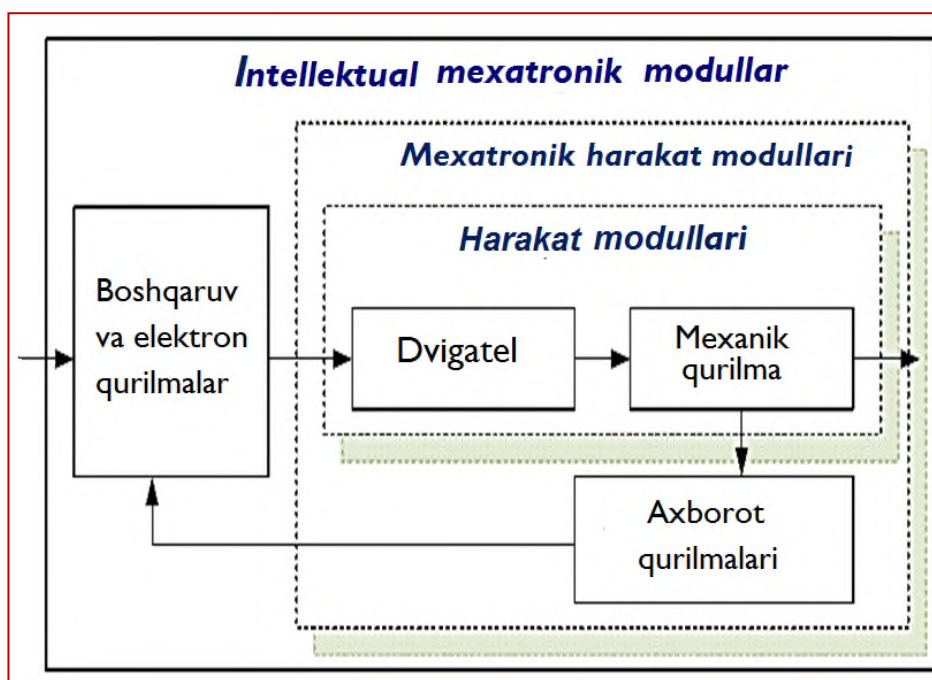 Intellektual mexatronik modullar
Mexatronik harakat modullari
Harakat modullari
Boshqaruv
va elektron
qurilmalar
Dvigatel
Mexanik
qurilma
Axborot
qurilmalari